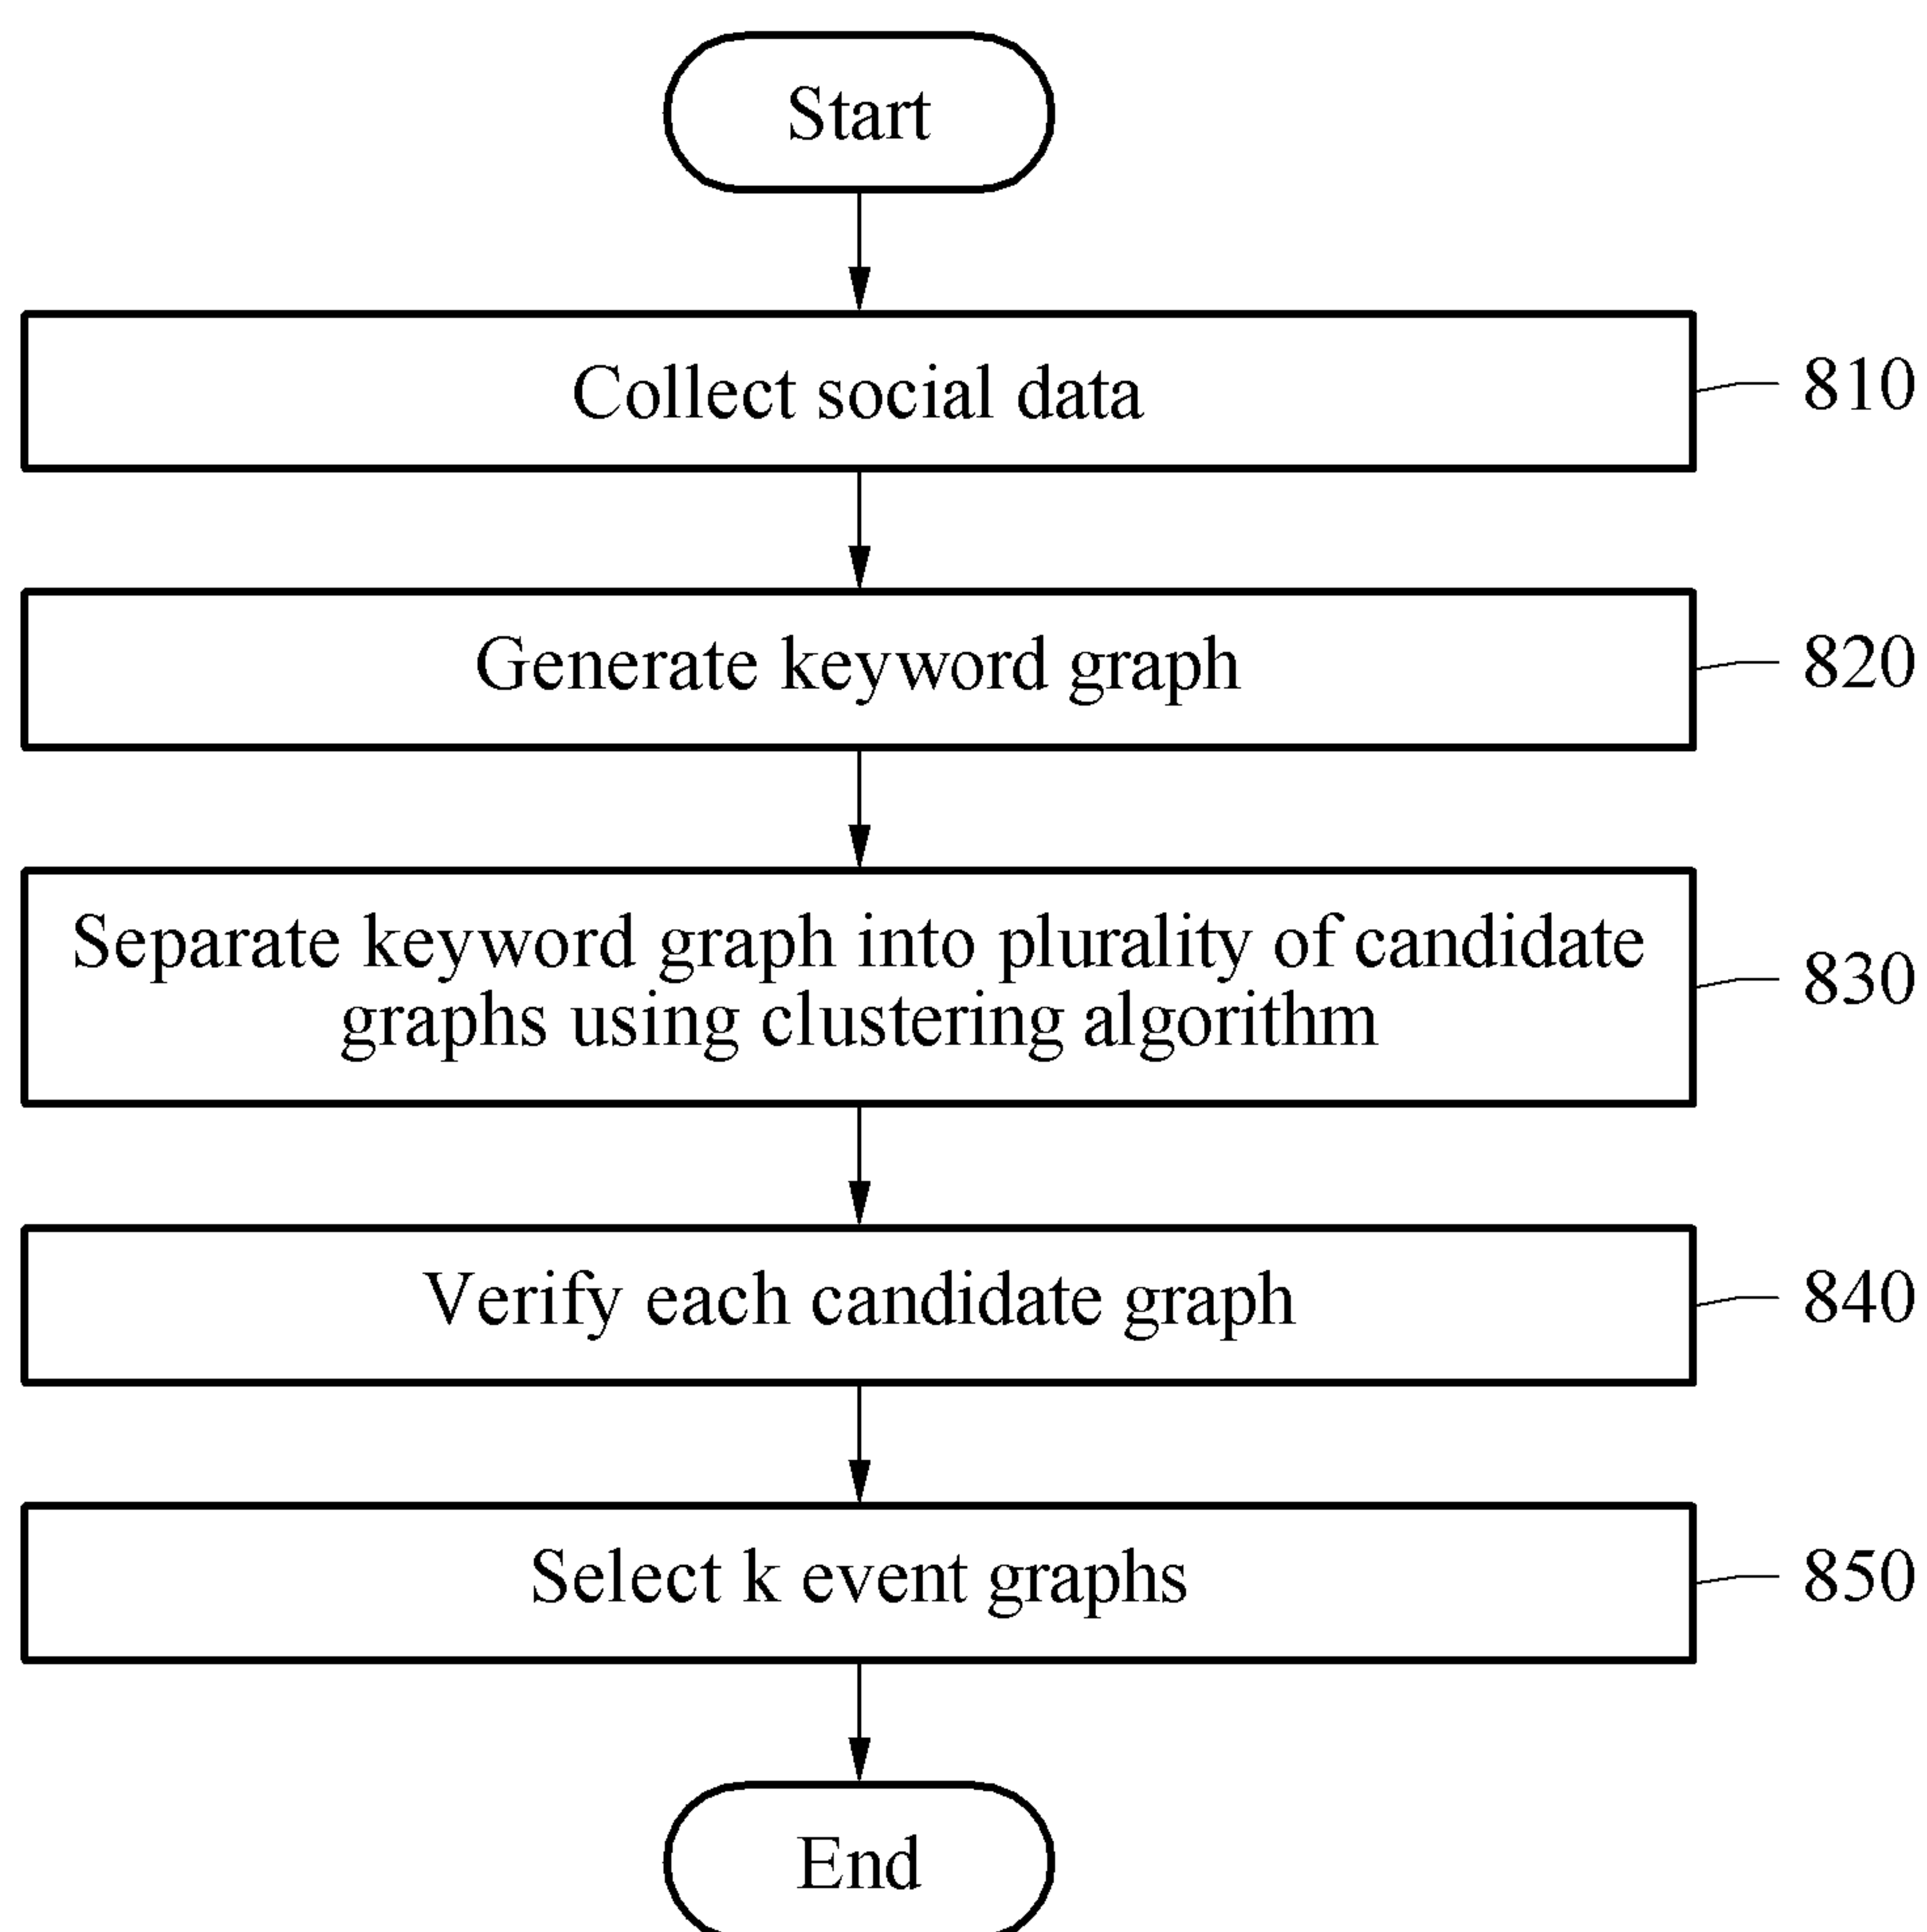 Start
Collect social data
810
Generate keyword graph
820
Separate keyword graph into plurality of candidate
graphs using clustering algorithm
830
Verify each candidate graph
840
Select k event graphs
850
End